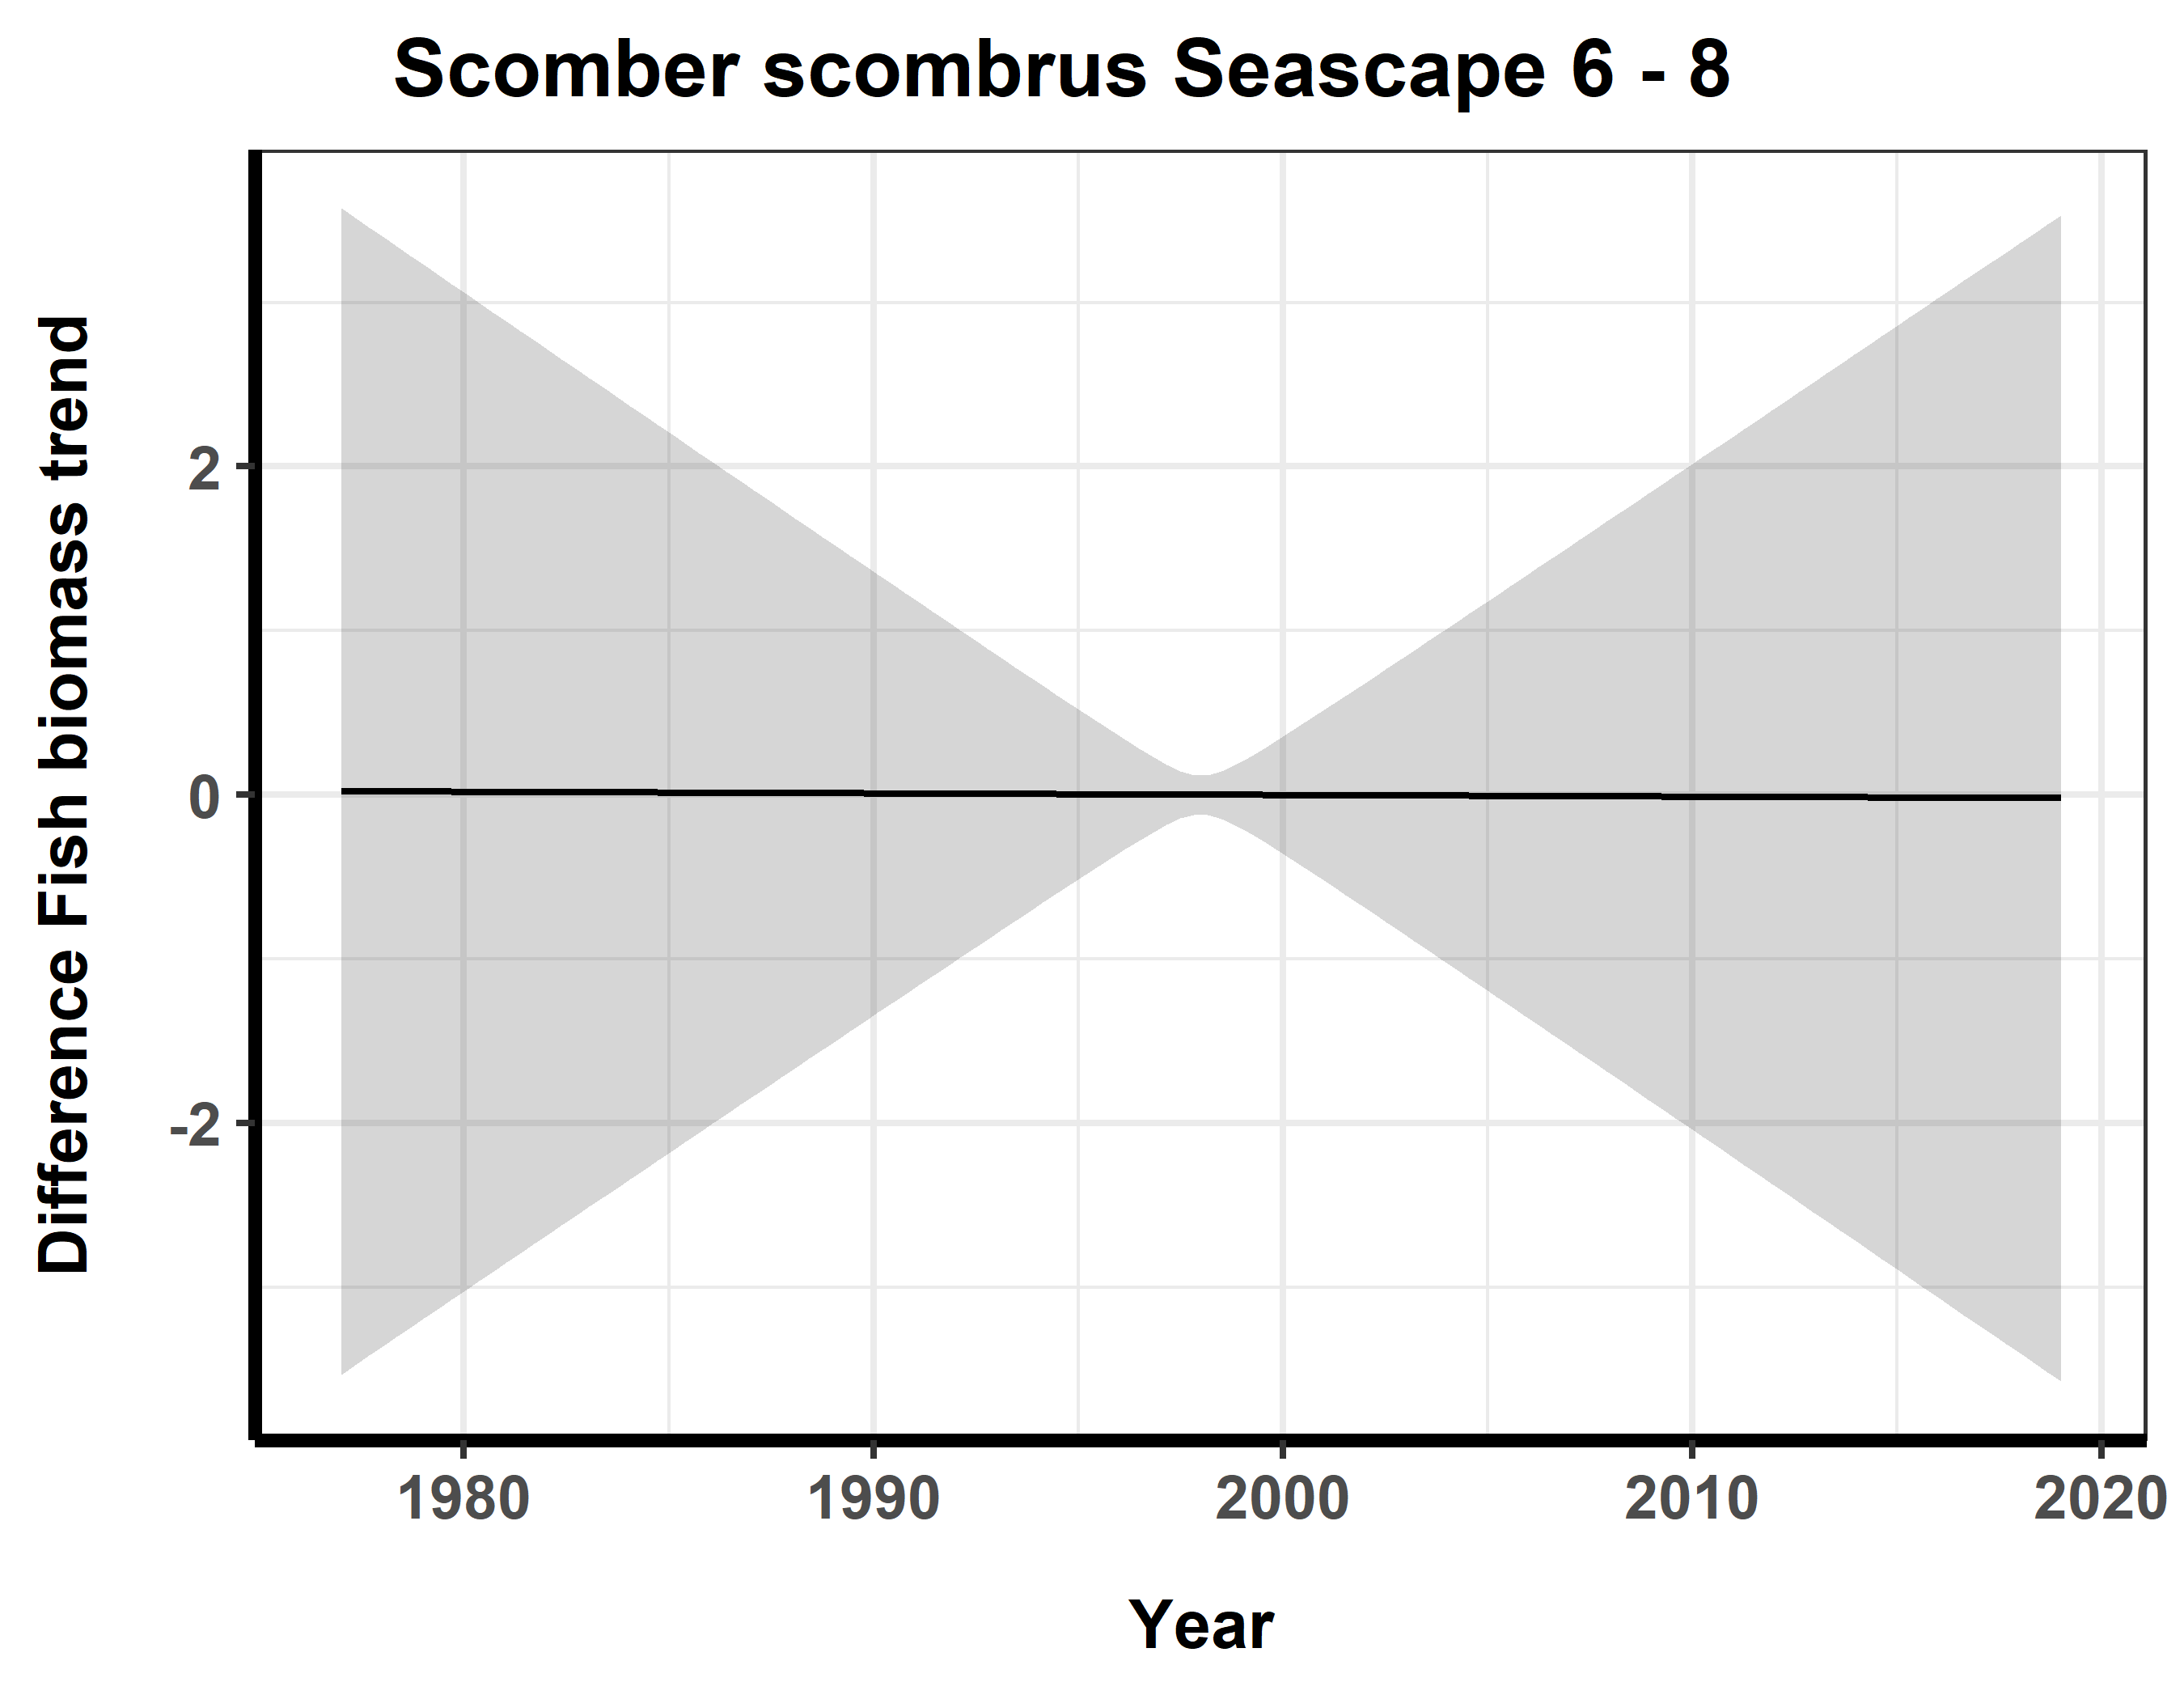 Scomber scombrus Seascape 6 - 8
Difference Fish biomass trend
2
0
-2
1980 1990 2000 2010 2020
Year